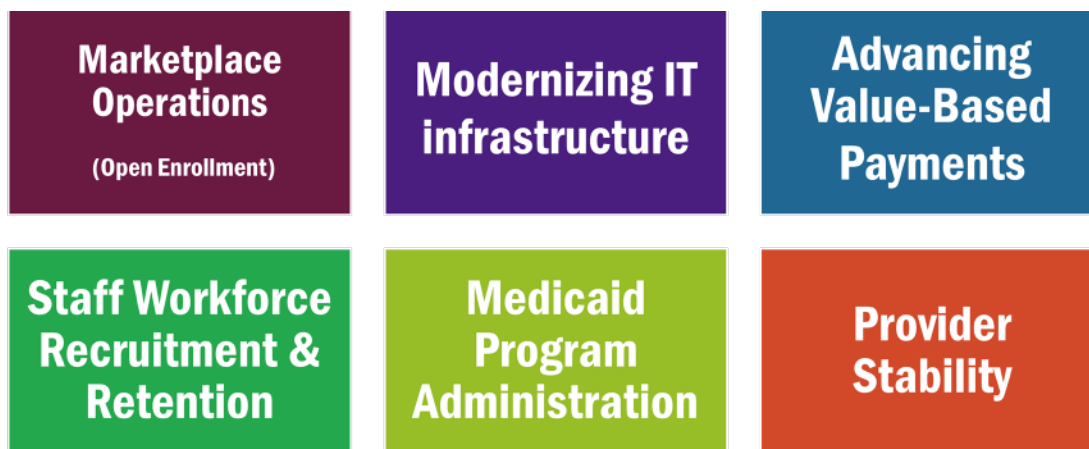 Marketplace
Operations
(Open Enrollment)
Modernizing IT
infrastructure
Advancing
Value-Based
Payments
Staff Workforce
Recruitment &
Retention
Medicaid
Program
Administration
Provider
Stability